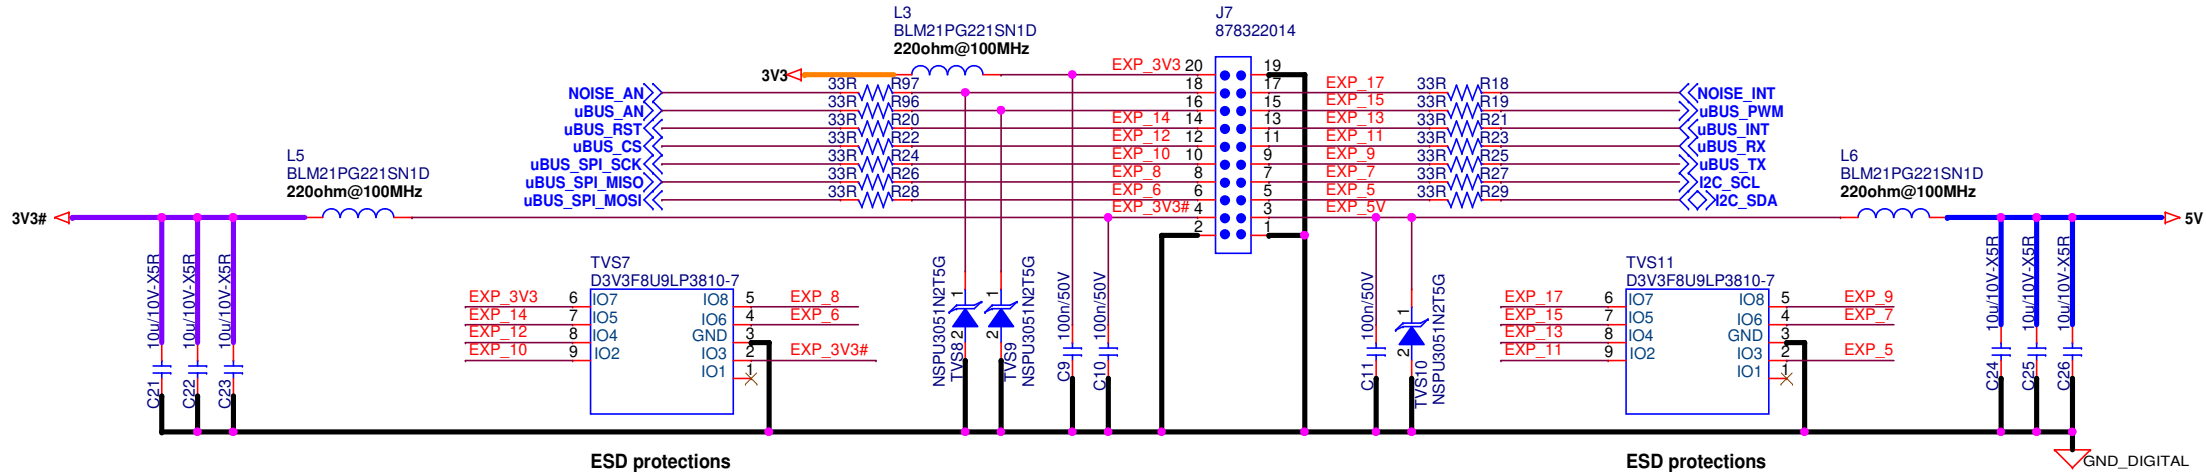 L3
BLM21PG221SN1D
220ohm@100MHz
J7
878322014
3V3
EXP_3V3 20 19
NOISE_AN 33R R97 18 17 EXP_17 33R R18 NOISE_INT
uBUS_AN 33R R96 16 15 EXP_15 33R R19 uBUS_PWM
uBUS_RST 33R R20 EXP_14 14 13 EXP_13 33R R21 uBUS_INT
uBUS_CS 33R R22 EXP_12 12 11 EXP_11 33R R23 uBUS_RX
uBUS_SPI_SCK 33R R24 EXP_10 10 9 EXP_9 33R R25 uBUS_TX
uBUS_SPI_MISO 33R R26 EXP_8 8 7 EXP_7 33R R27 I2C_SCL
uBUS_SPI_MOSI 33R R28 EXP_6 6 5 EXP_5 33R R29 I2C_SDA
EXP_3V3# 4 3 EXP_5V
2 1
L5
BLM21PG221SN1D
220ohm@100MHz
3V3#
L6
BLM21PG221SN1D
220ohm@100MHz
5V
C21 10u/10V-X5R
C22 10u/10V-X5R
C23 10u/10V-X5R
TVS7
D3V3F8U9LP3810-7
EXP_3V3 6 IO7 IO8 5 EXP_8
EXP_14 7 IO5 IO6 4 EXP_6
EXP_12 8 IO4 GND 3
EXP_10 9 IO2 IO3 2 EXP_3V3#
IO1 1
TVS8 NSPU3051N2T5G 1 2
TVS9 NSPU3051N2T5G 1 2
C9 100n/50V
C10 100n/50V
C11 100n/50V
TVS10 NSPU3051N2T5G 1 2
TVS11
D3V3F8U9LP3810-7
EXP_17 6 IO7 IO8 5 EXP_9
EXP_15 7 IO5 IO6 4 EXP_7
EXP_13 8 IO4 GND 3
EXP_11 9 IO2 IO3 2 EXP_5
IO1 1
C24 10u/10V-X5R
C25 10u/10V-X5R
C26 10u/10V-X5R
ESD protections
ESD protections
GND_DIGITAL